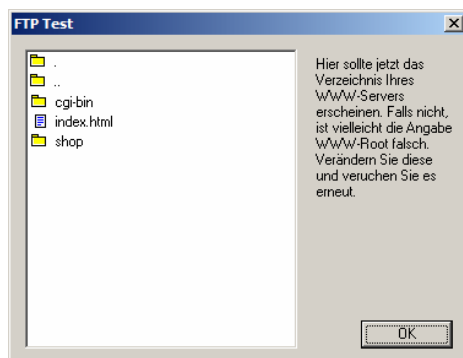 FTP Test
.
..
cgi-bin
index.html
shop
Hier sollte jetzt das
Verzeichnis Ihres
WWW-Servers
erscheinen. Falls nicht,
ist vielleicht die Angabe
WWW-Root falsch.
Verändern Sie diese
und veruchen Sie es
erneut.
OK